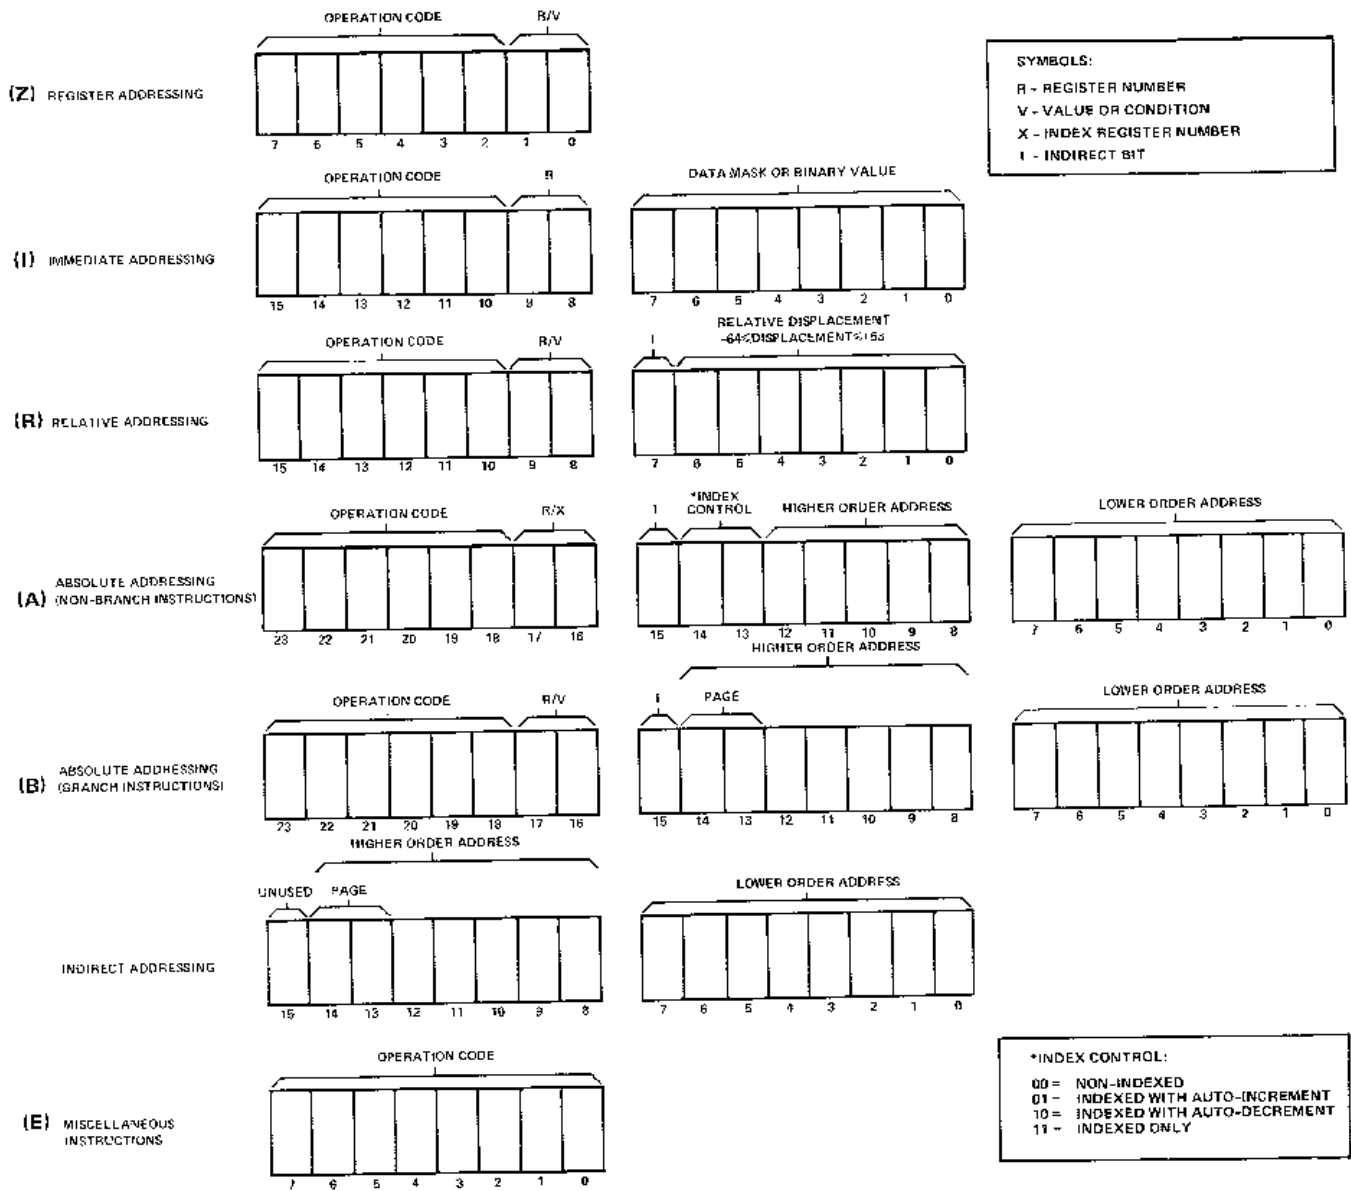 OPERATION CODE R/V
(Z) REGISTER ADDRESSING
7 6 5 4 3 2 1 0
SYMBOLS:
R - REGISTER NUMBER
V - VALUE OR CONDITION
X - INDEX REGISTER NUMBER
I - INDIRECT BIT
OPERATION CODE R DATA MASK OR BINARY VALUE
(I) IMMEDIATE ADDRESSING
15 14 13 12 11 10 9 8 7 6 5 4 3 2 1 0
OPERATION CODE R/V I RELATIVE DISPLACEMENT
-64≤DISPLACEMENT≤+63
(R) RELATIVE ADDRESSING
15 14 13 12 11 10 9 8 7 6 5 4 3 2 1 0
OPERATION CODE R/X I *INDEX CONTROL HIGHER ORDER ADDRESS LOWER ORDER ADDRESS
(A) ABSOLUTE ADDRESSING
(NON-BRANCH INSTRUCTIONS)
23 22 21 20 19 18 17 16 15 14 13 12 11 10 9 8 7 6 5 4 3 2 1 0
HIGHER ORDER ADDRESS
OPERATION CODE R/V I PAGE LOWER ORDER ADDRESS
(B) ABSOLUTE ADDRESSING
(BRANCH INSTRUCTIONS)
23 22 21 20 19 18 17 16 15 14 13 12 11 10 9 8 7 6 5 4 3 2 1 0
HIGHER ORDER ADDRESS
UNUSED PAGE LOWER ORDER ADDRESS
INDIRECT ADDRESSING
15 14 13 12 11 10 9 8 7 6 5 4 3 2 1 0
OPERATION CODE
(E) MISCELLANEOUS
INSTRUCTIONS
7 6 5 4 3 2 1 0
*INDEX CONTROL:
00 = NON-INDEXED
01 = INDEXED WITH AUTO-INCREMENT
10 = INDEXED WITH AUTO-DECREMENT
11 = INDEXED ONLY